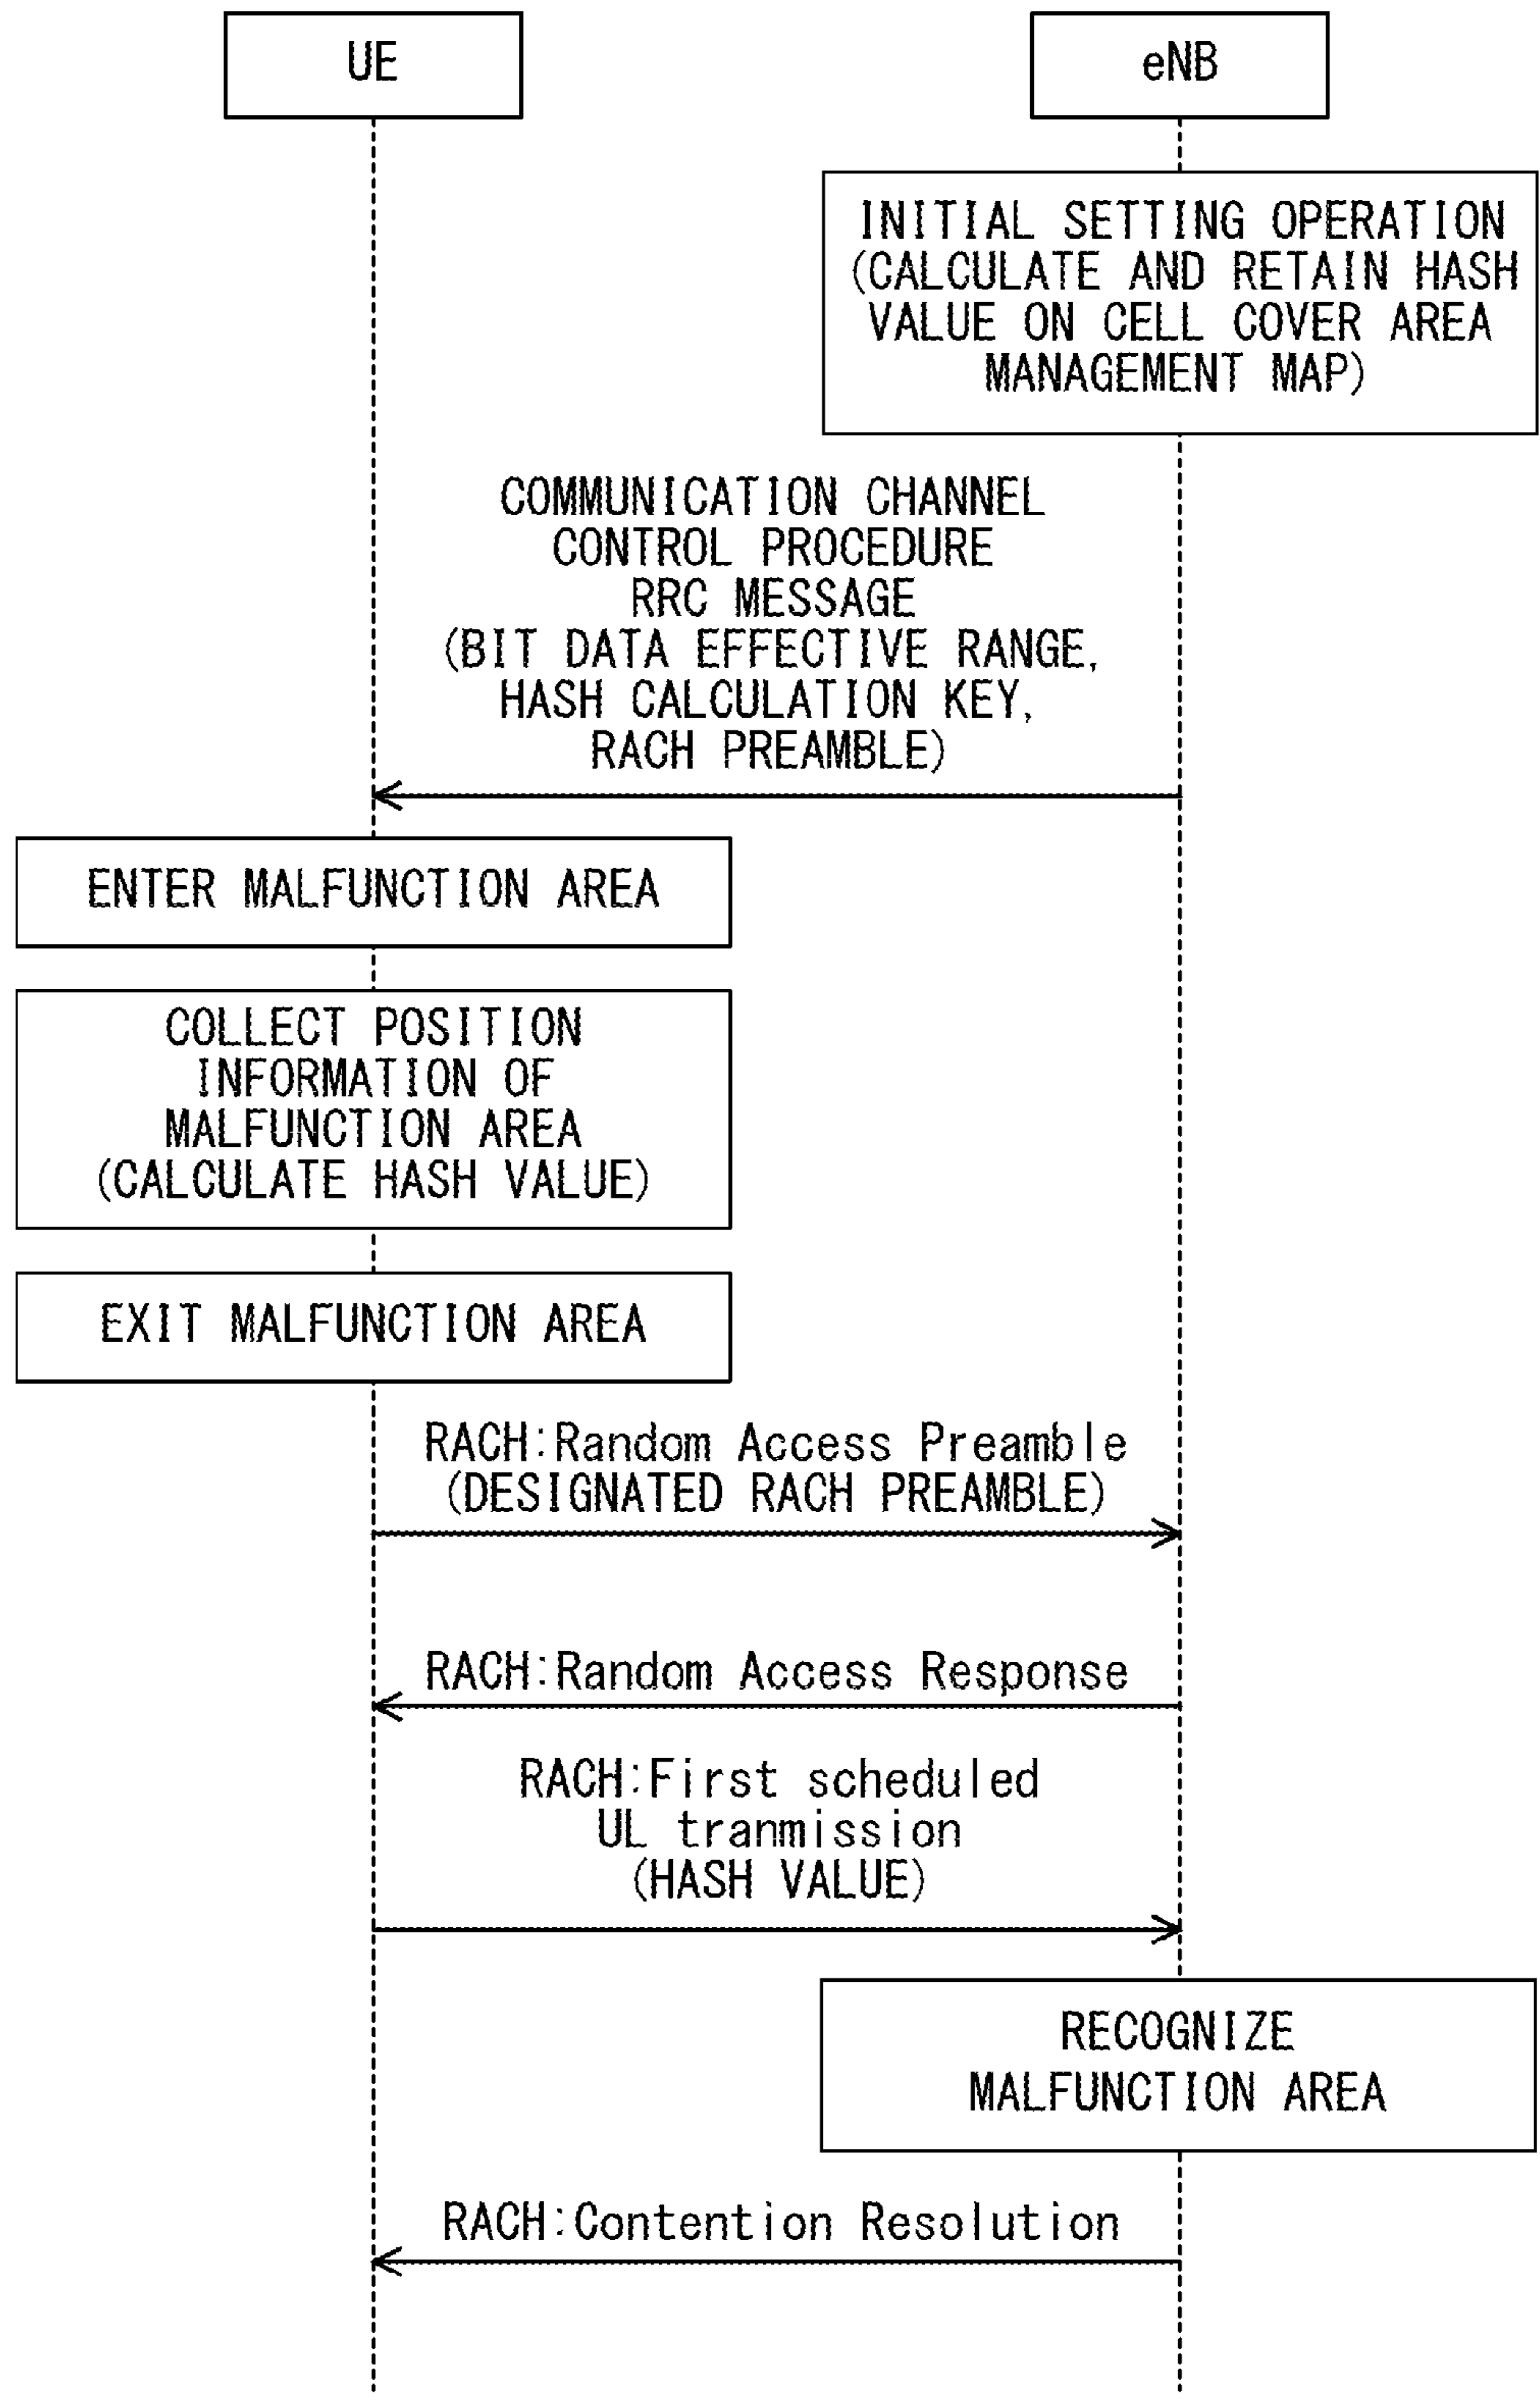 UE
eNB
INITIAL SETTING OPERATION
(CALCULATE AND RETAIN HASH
VALUE ON CELL COVER AREA
MANAGEMENT MAP)
COMMUNICATION CHANNEL
CONTROL PROCEDURE
RRC MESSAGE
(BIT DATA EFFECTIVE RANGE,
HASH CALCULATION KEY,
RACH PREAMBLE)
ENTER MALFUNCTION AREA
COLLECT POSITION
INFORMATION OF
MALFUNCTION AREA
(CALCULATE HASH VALUE)
EXIT MALFUNCTION AREA
RACH:Random Access Preamble
(DESIGNATED RACH PREAMBLE)
RACH:Random Access Response
RACH:First scheduled
UL tranmission
(HASH VALUE)
RECOGNIZE
MALFUNCTION AREA
RACH:Contention Resolution